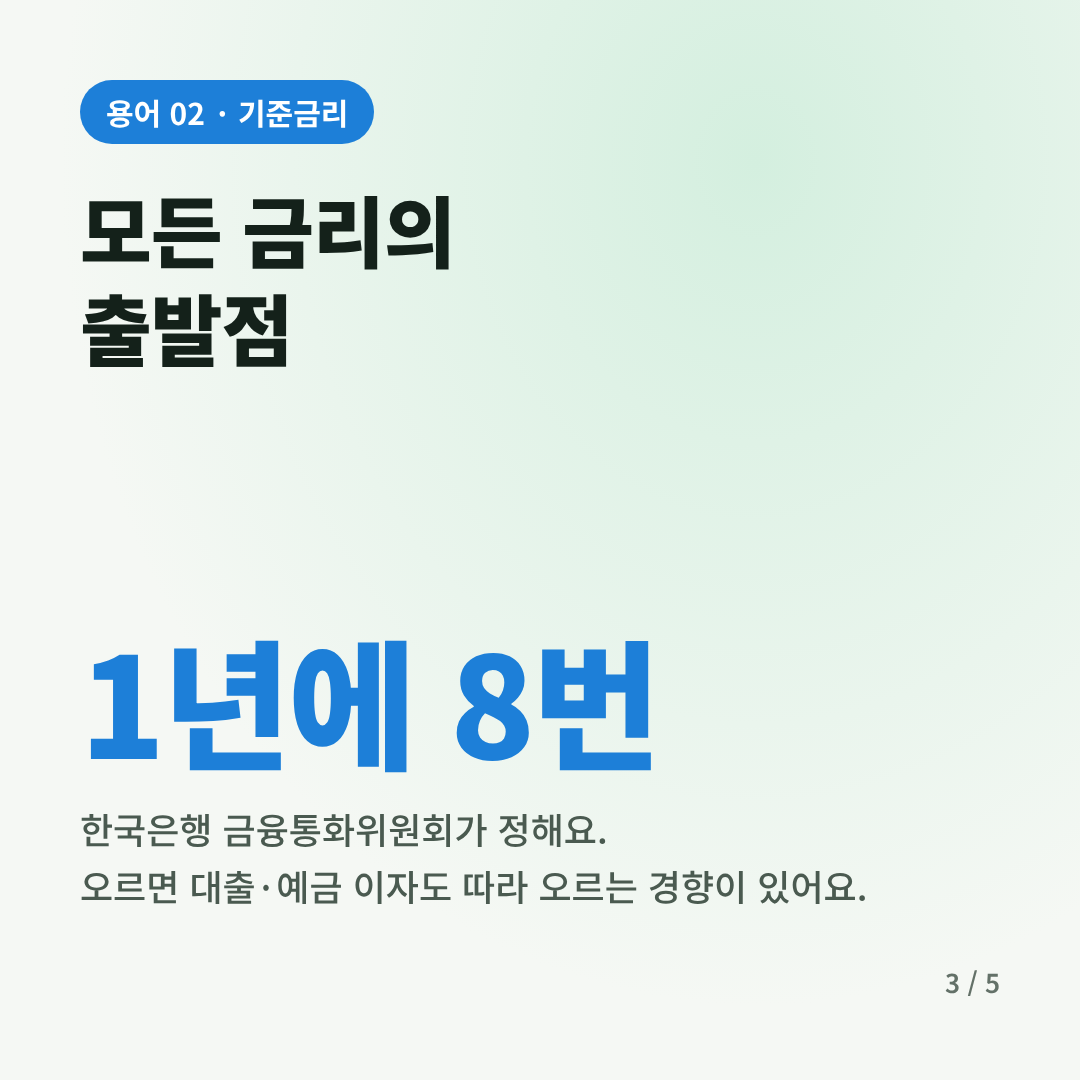 용어 02 · 기준금리
모든 금리의
출발점
1년에 8번
한국은행 금융통화위원회가 정해요.
오르면 대출·예금 이자도 따라 오르는 경향이 있어요.
3 / 5